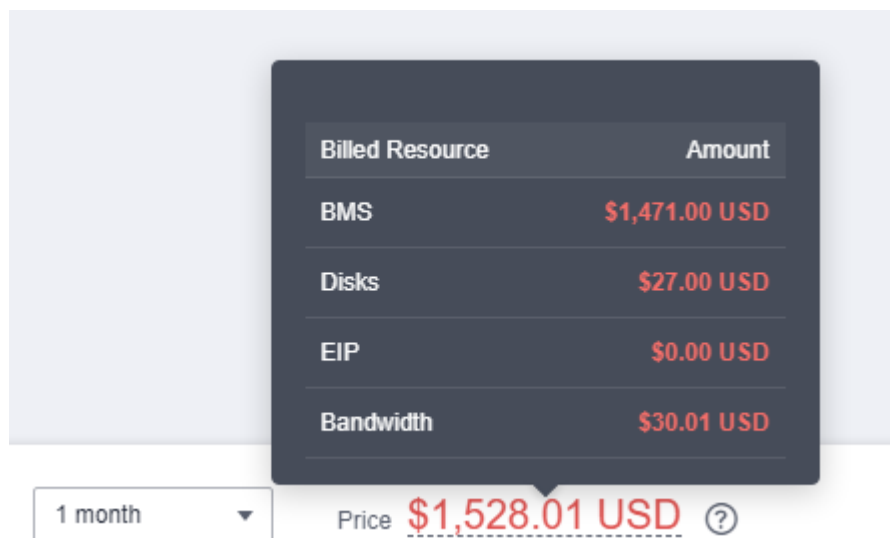 Billed Resource Amount
BMS $1,471.00 USD
Disks $27.00 USD
EIP $0.00 USD
Bandwidth $30.01 USD
1 month Price $1,528.01 USD ?